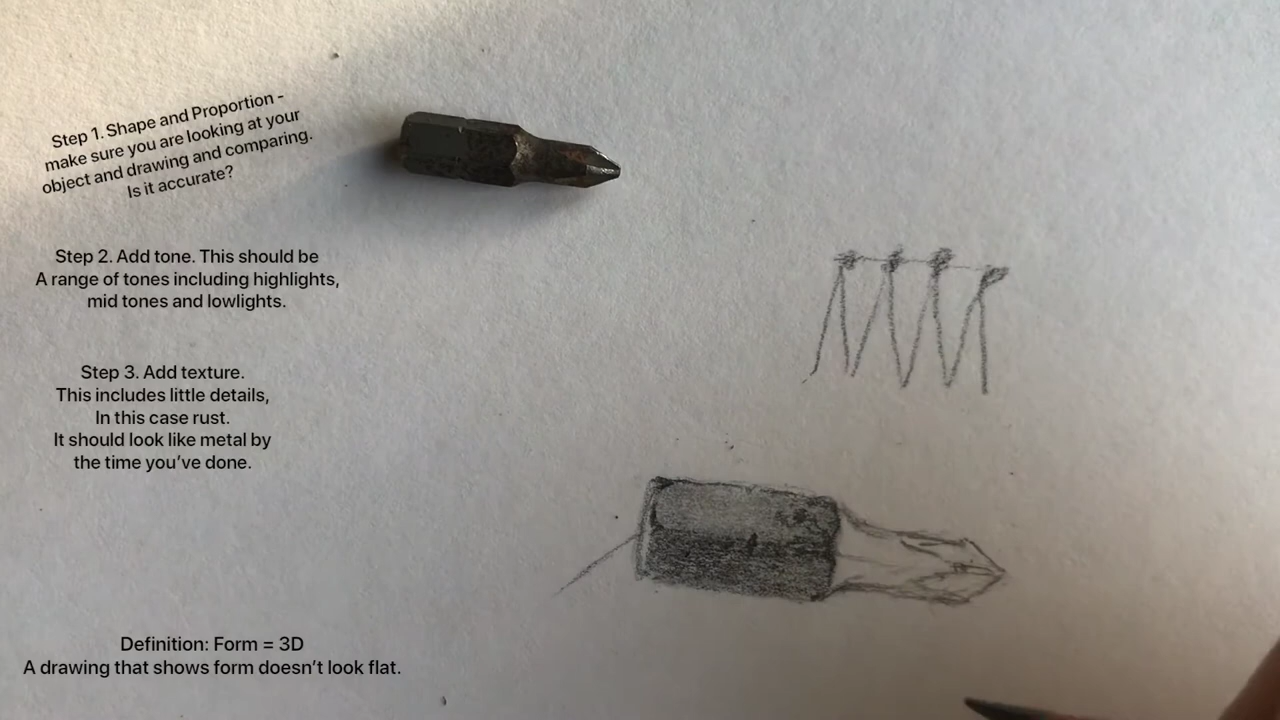 Step 1. Shape and Proportion -
make sure you are looking at your
object and drawing and comparing.
Is it accurate?
Step 2. Add tone. This should be
A range of tones including highlights,
mid tones and lowlights.
Step 3. Add texture.
This includes little details,
In this case rust.
It should look like metal by
the time you’ve done.
Definition: Form = 3D
A drawing that shows form doesn’t look flat.